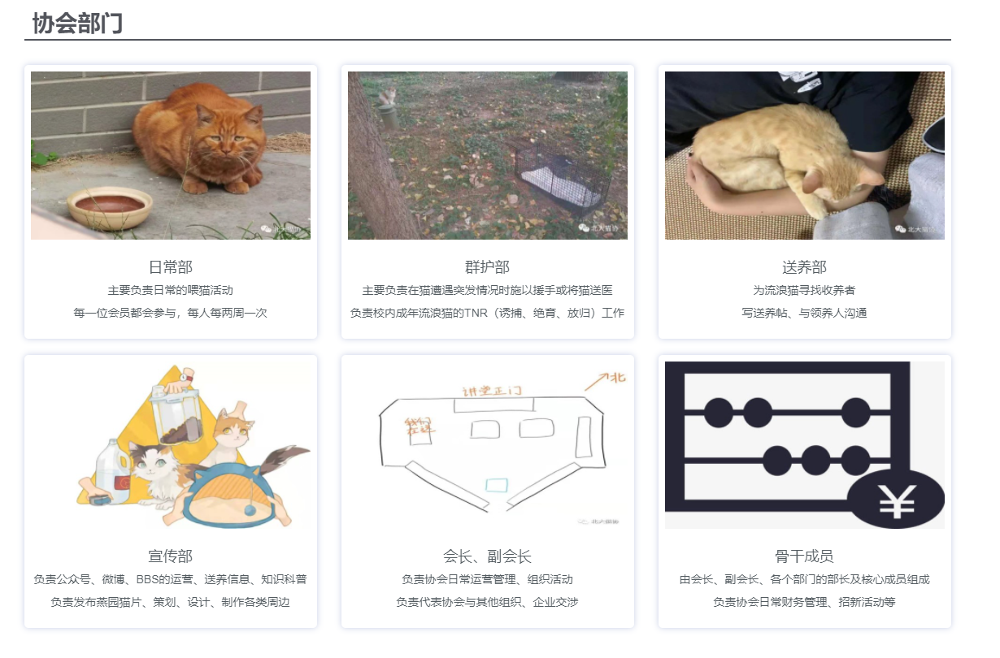 协会部门
北大猫协
北大猫协
北大猫协
日常部
主要负责日常的喂猫活动
每一位会员都会参与，每人每两周一次
群护部
主要负责在猫遭遇突发情况时施以援手或将猫送医
负责校内成年流浪猫的TNR（诱捕、绝育、放归）工作
送养部
为流浪猫寻找收养者
写送养帖、与领养人沟通
北
讲堂正门
我们
在这
北大猫协
¥
宣传部
负责公众号、微博、BBS的运营、送养信息、知识科普
负责发布燕园猫片、策划、设计、制作各类周边
会长、副会长
负责协会日常运营管理、组织活动
负责代表协会与其他组织、企业交涉
骨干成员
由会长、副会长、各个部门的部长及核心成员组成
负责协会日常财务管理、招新活动等